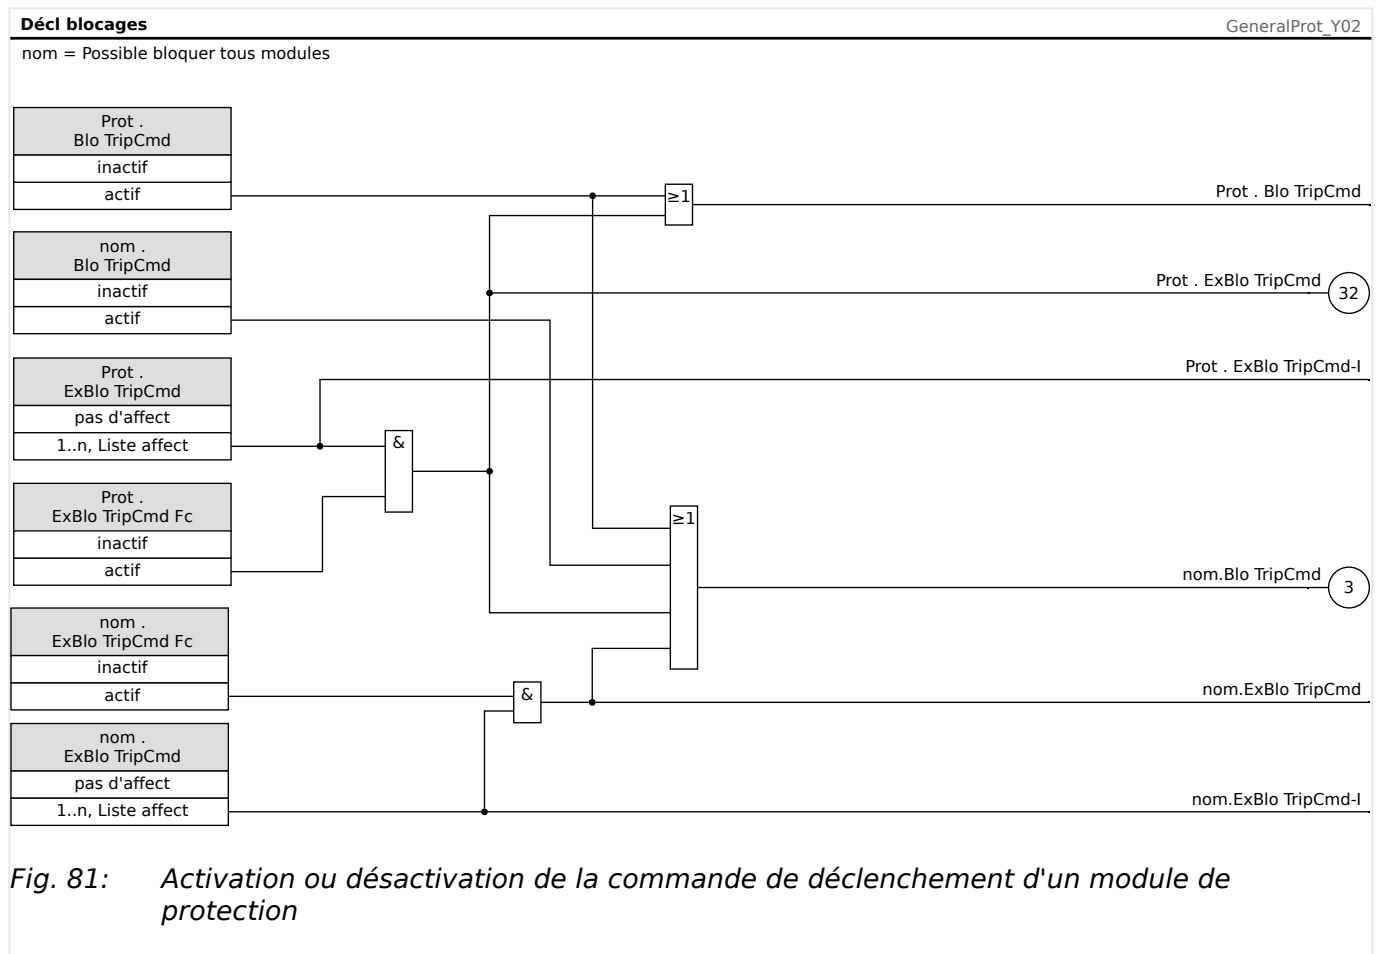 Décl blocages
GeneralProt_Y02
nom = Possible bloquer tous modules
Prot .
Blo TripCmd
inactif
actif
≥1
Prot . Blo TripCmd
nom .
Blo TripCmd
inactif
actif
Prot . ExBlo TripCmd
32
Prot .
ExBlo TripCmd
pas d'affect
1..n, Liste affect
&
Prot . ExBlo TripCmd-I
Prot .
ExBlo TripCmd Fc
inactif
actif
≥1
nom.Blo TripCmd
3
nom .
ExBlo TripCmd Fc
inactif
actif
&
nom.ExBlo TripCmd
nom .
ExBlo TripCmd
pas d'affect
1..n, Liste affect
nom.ExBlo TripCmd-I
Fig. 81: Activation ou désactivation de la commande de déclenchement d'un module de
protection